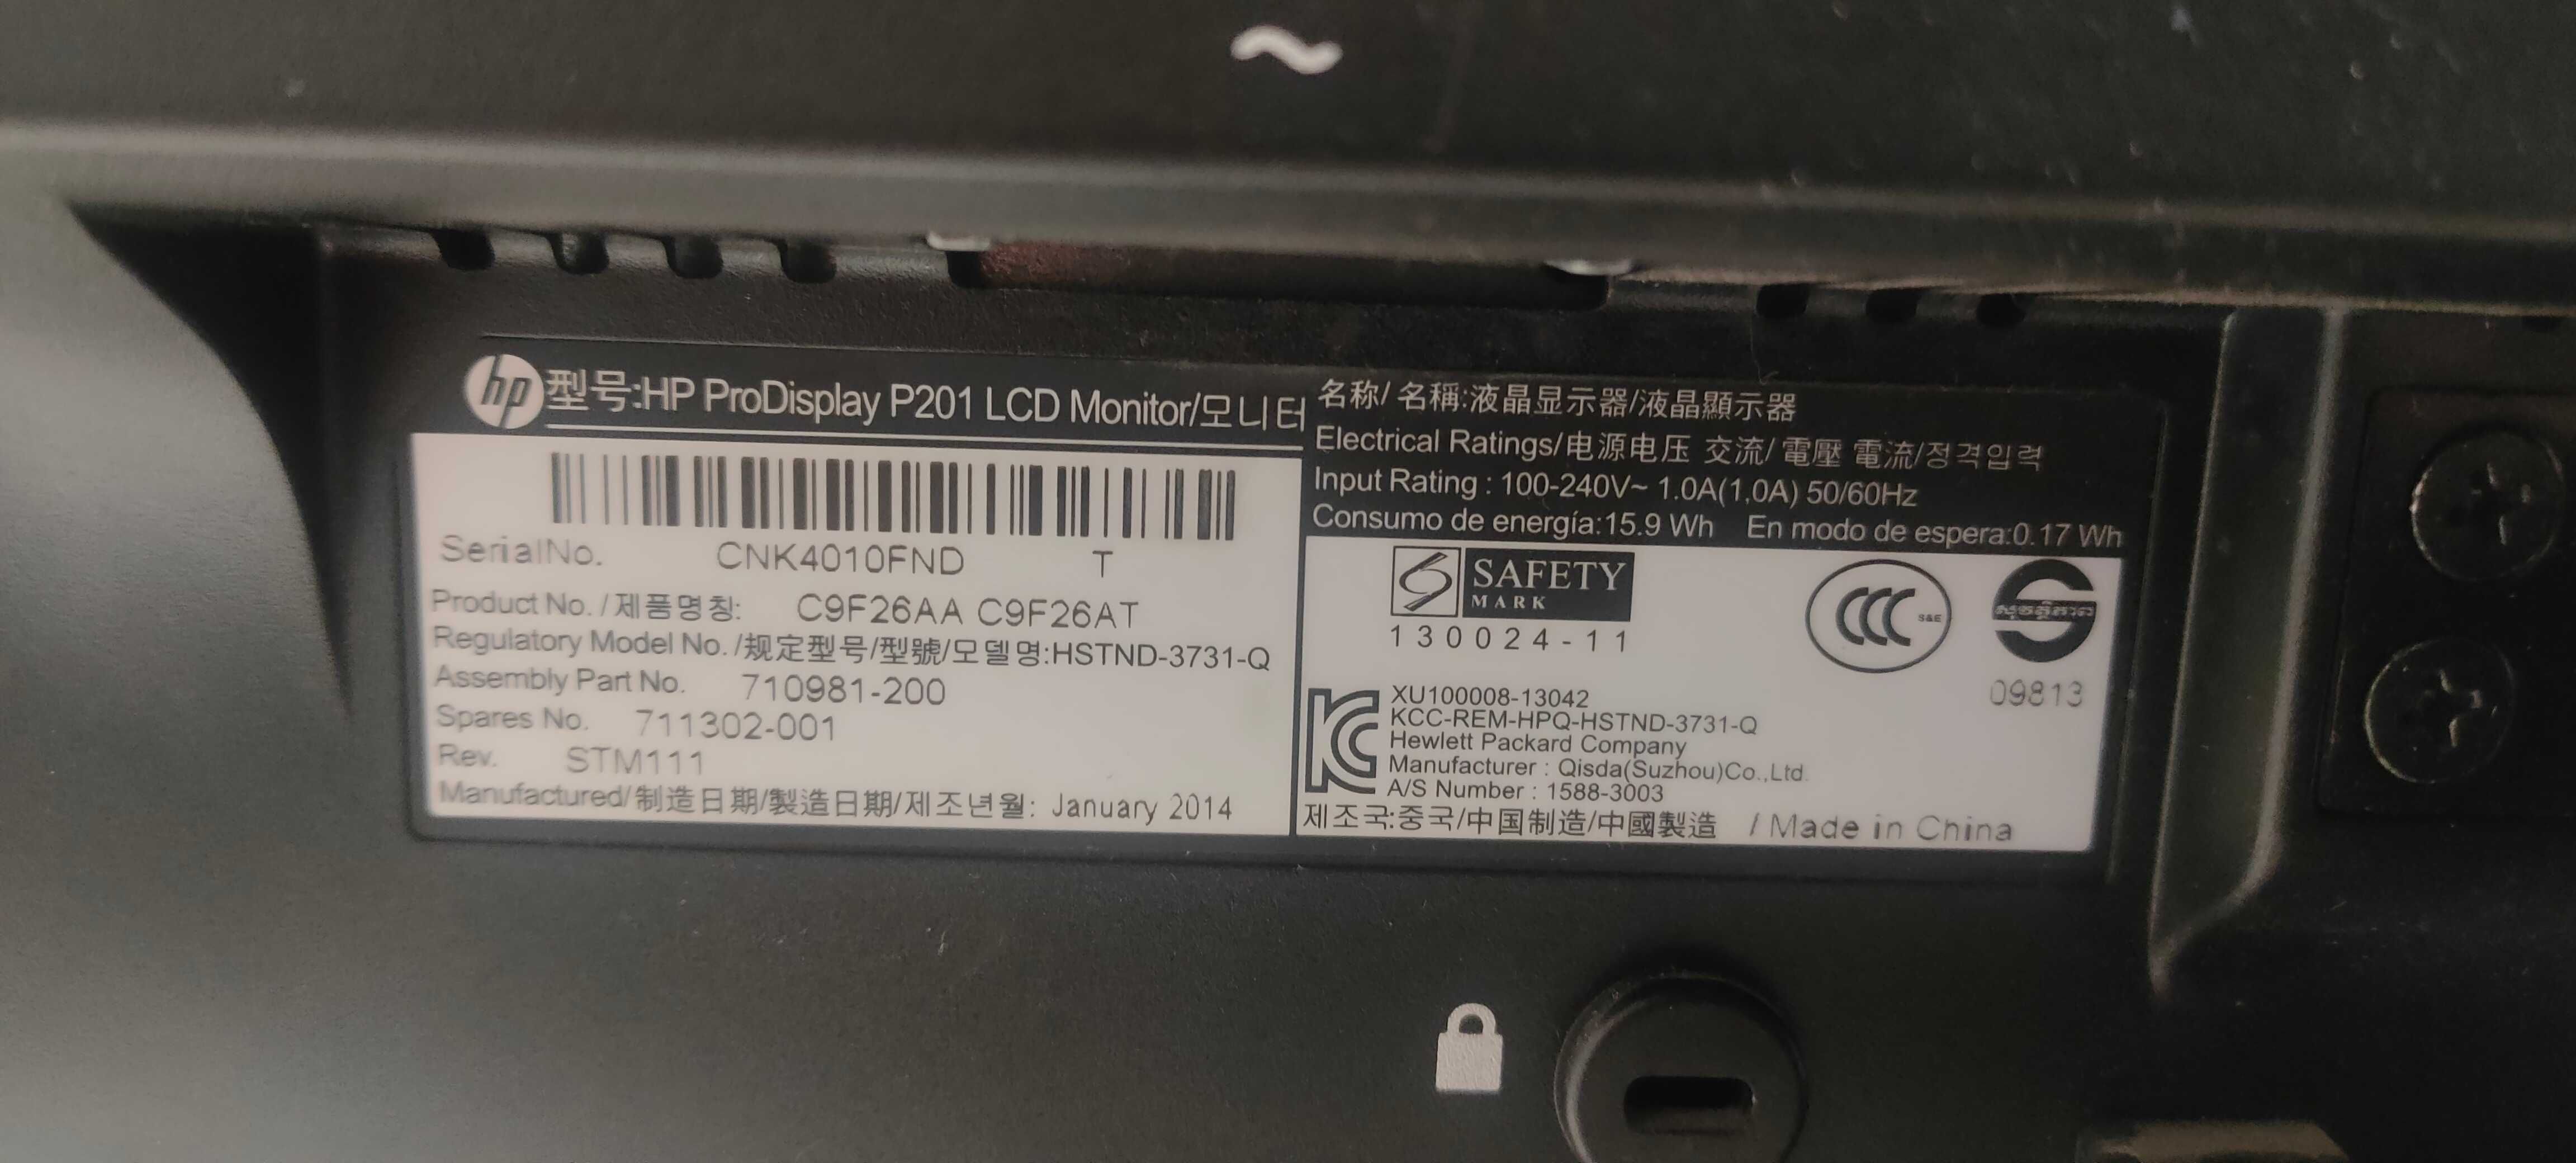 ~
hp 型号:HP ProDisplay P201 LCD Monitor/모니터
SerialNo. CNK4010FND T
Product No./제품명칭: C9F26AA C9F26AT
Regulatory Model No./规定型号/型號/모델명:HSTND-3731-Q
Assembly Part No. 710981-200
Spares No. 711302-001
Rev. STM111
Manufactured/制造日期/製造日期/제조년월: January 2014
名称/名稱:液晶显示器/液晶顯示器
Electrical Ratings/电源电压 交流/電壓 電流/정격입력
Input Rating : 100-240V~ 1.0A(1,0A) 50/60Hz
Consumo de energía:15.9 Wh En modo de espera:0.17 Wh
SAFETY
MARK
130024-11
CCC S&E
09813
KC
XU100008-13042
KCC-REM-HPQ-HSTND-3731-Q
Hewlett Packard Company
Manufacturer : Qisda(Suzhou)Co.,Ltd.
A/S Number : 1588-3003
제조국:중국/中国制造/中國製造 / Made in China